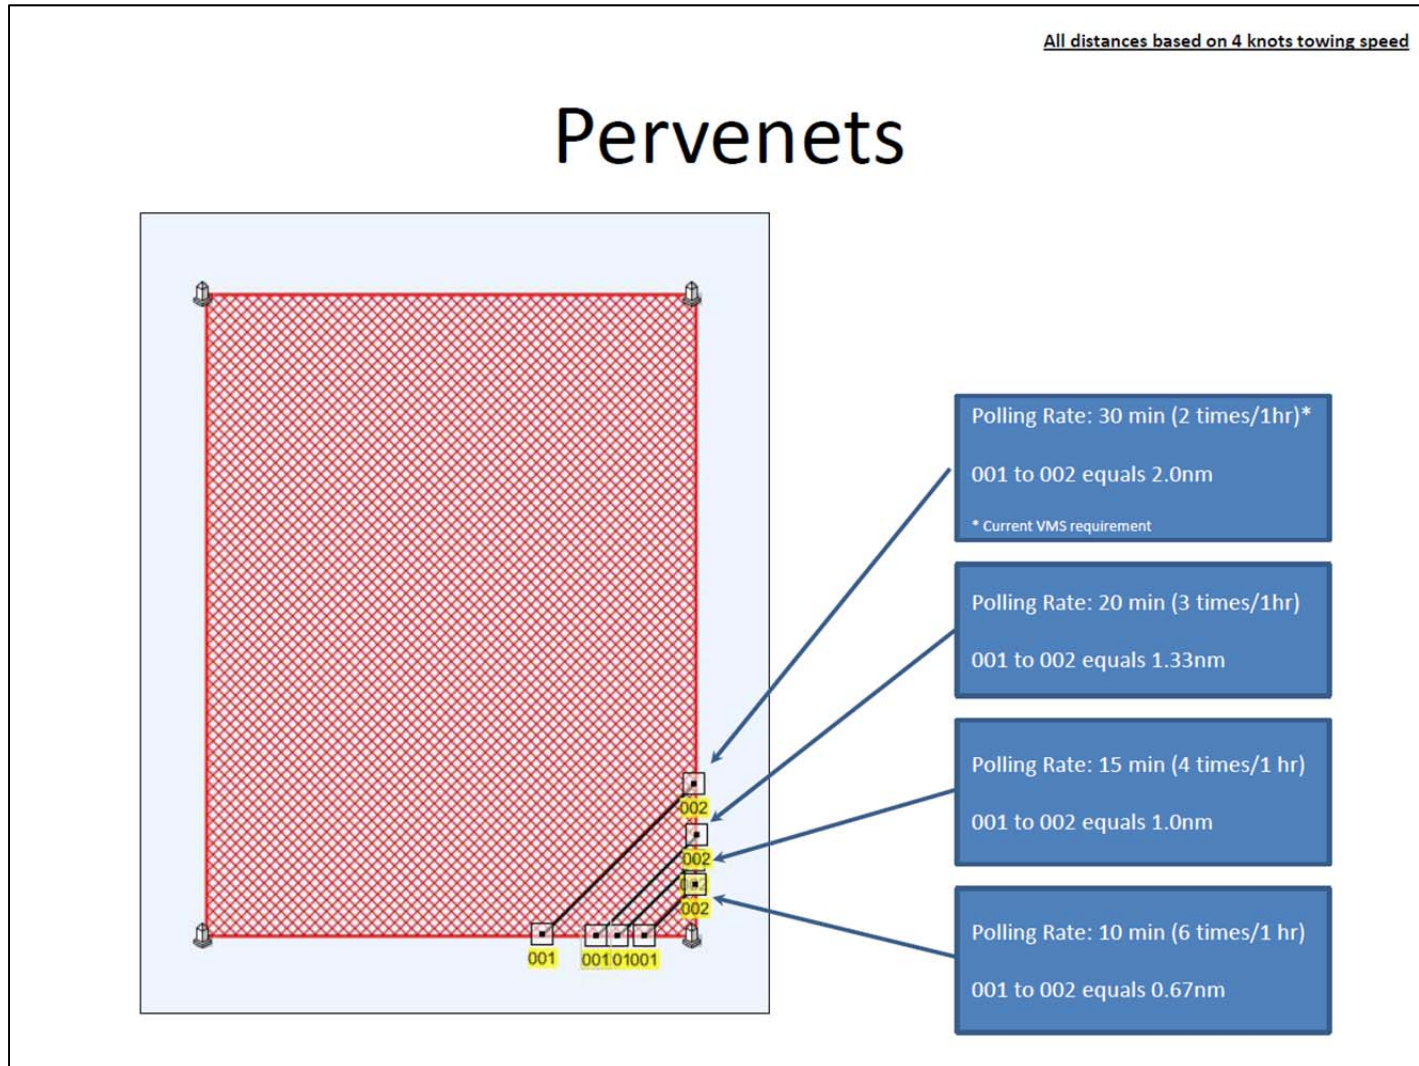 All distances based on 4 knots towing speed
Pervenets
Polling Rate: 30 min (2 times/1hr)*
001 to 002 equals 2.0nm
* Current VMS requirement
Polling Rate: 20 min (3 times/1hr)
001 to 002 equals 1.33nm
Polling Rate: 15 min (4 times/1 hr)
001 to 002 equals 1.0nm
Polling Rate: 10 min (6 times/1 hr)
001 to 002 equals 0.67nm
002
002
002
001 001 01 001